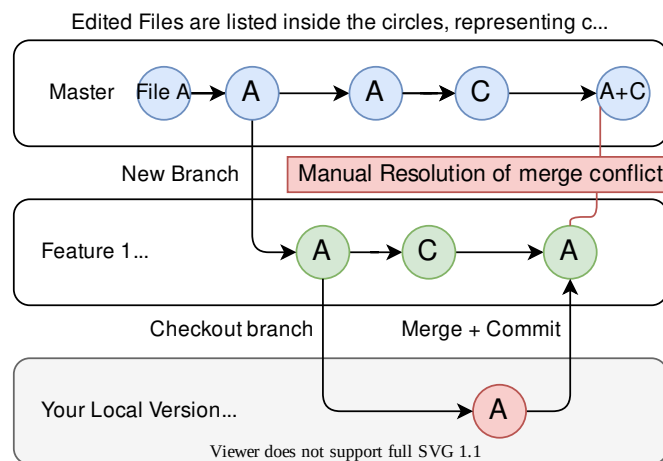 Edited Files are listed inside the circles, representing c...
Master
File A
A
A
C
A+C
New Branch
Manual Resolution of merge conflict
Feature 1...
A
C
A
Checkout branch
Merge + Commit
Your Local Version...
A
Viewer does not support full SVG 1.1